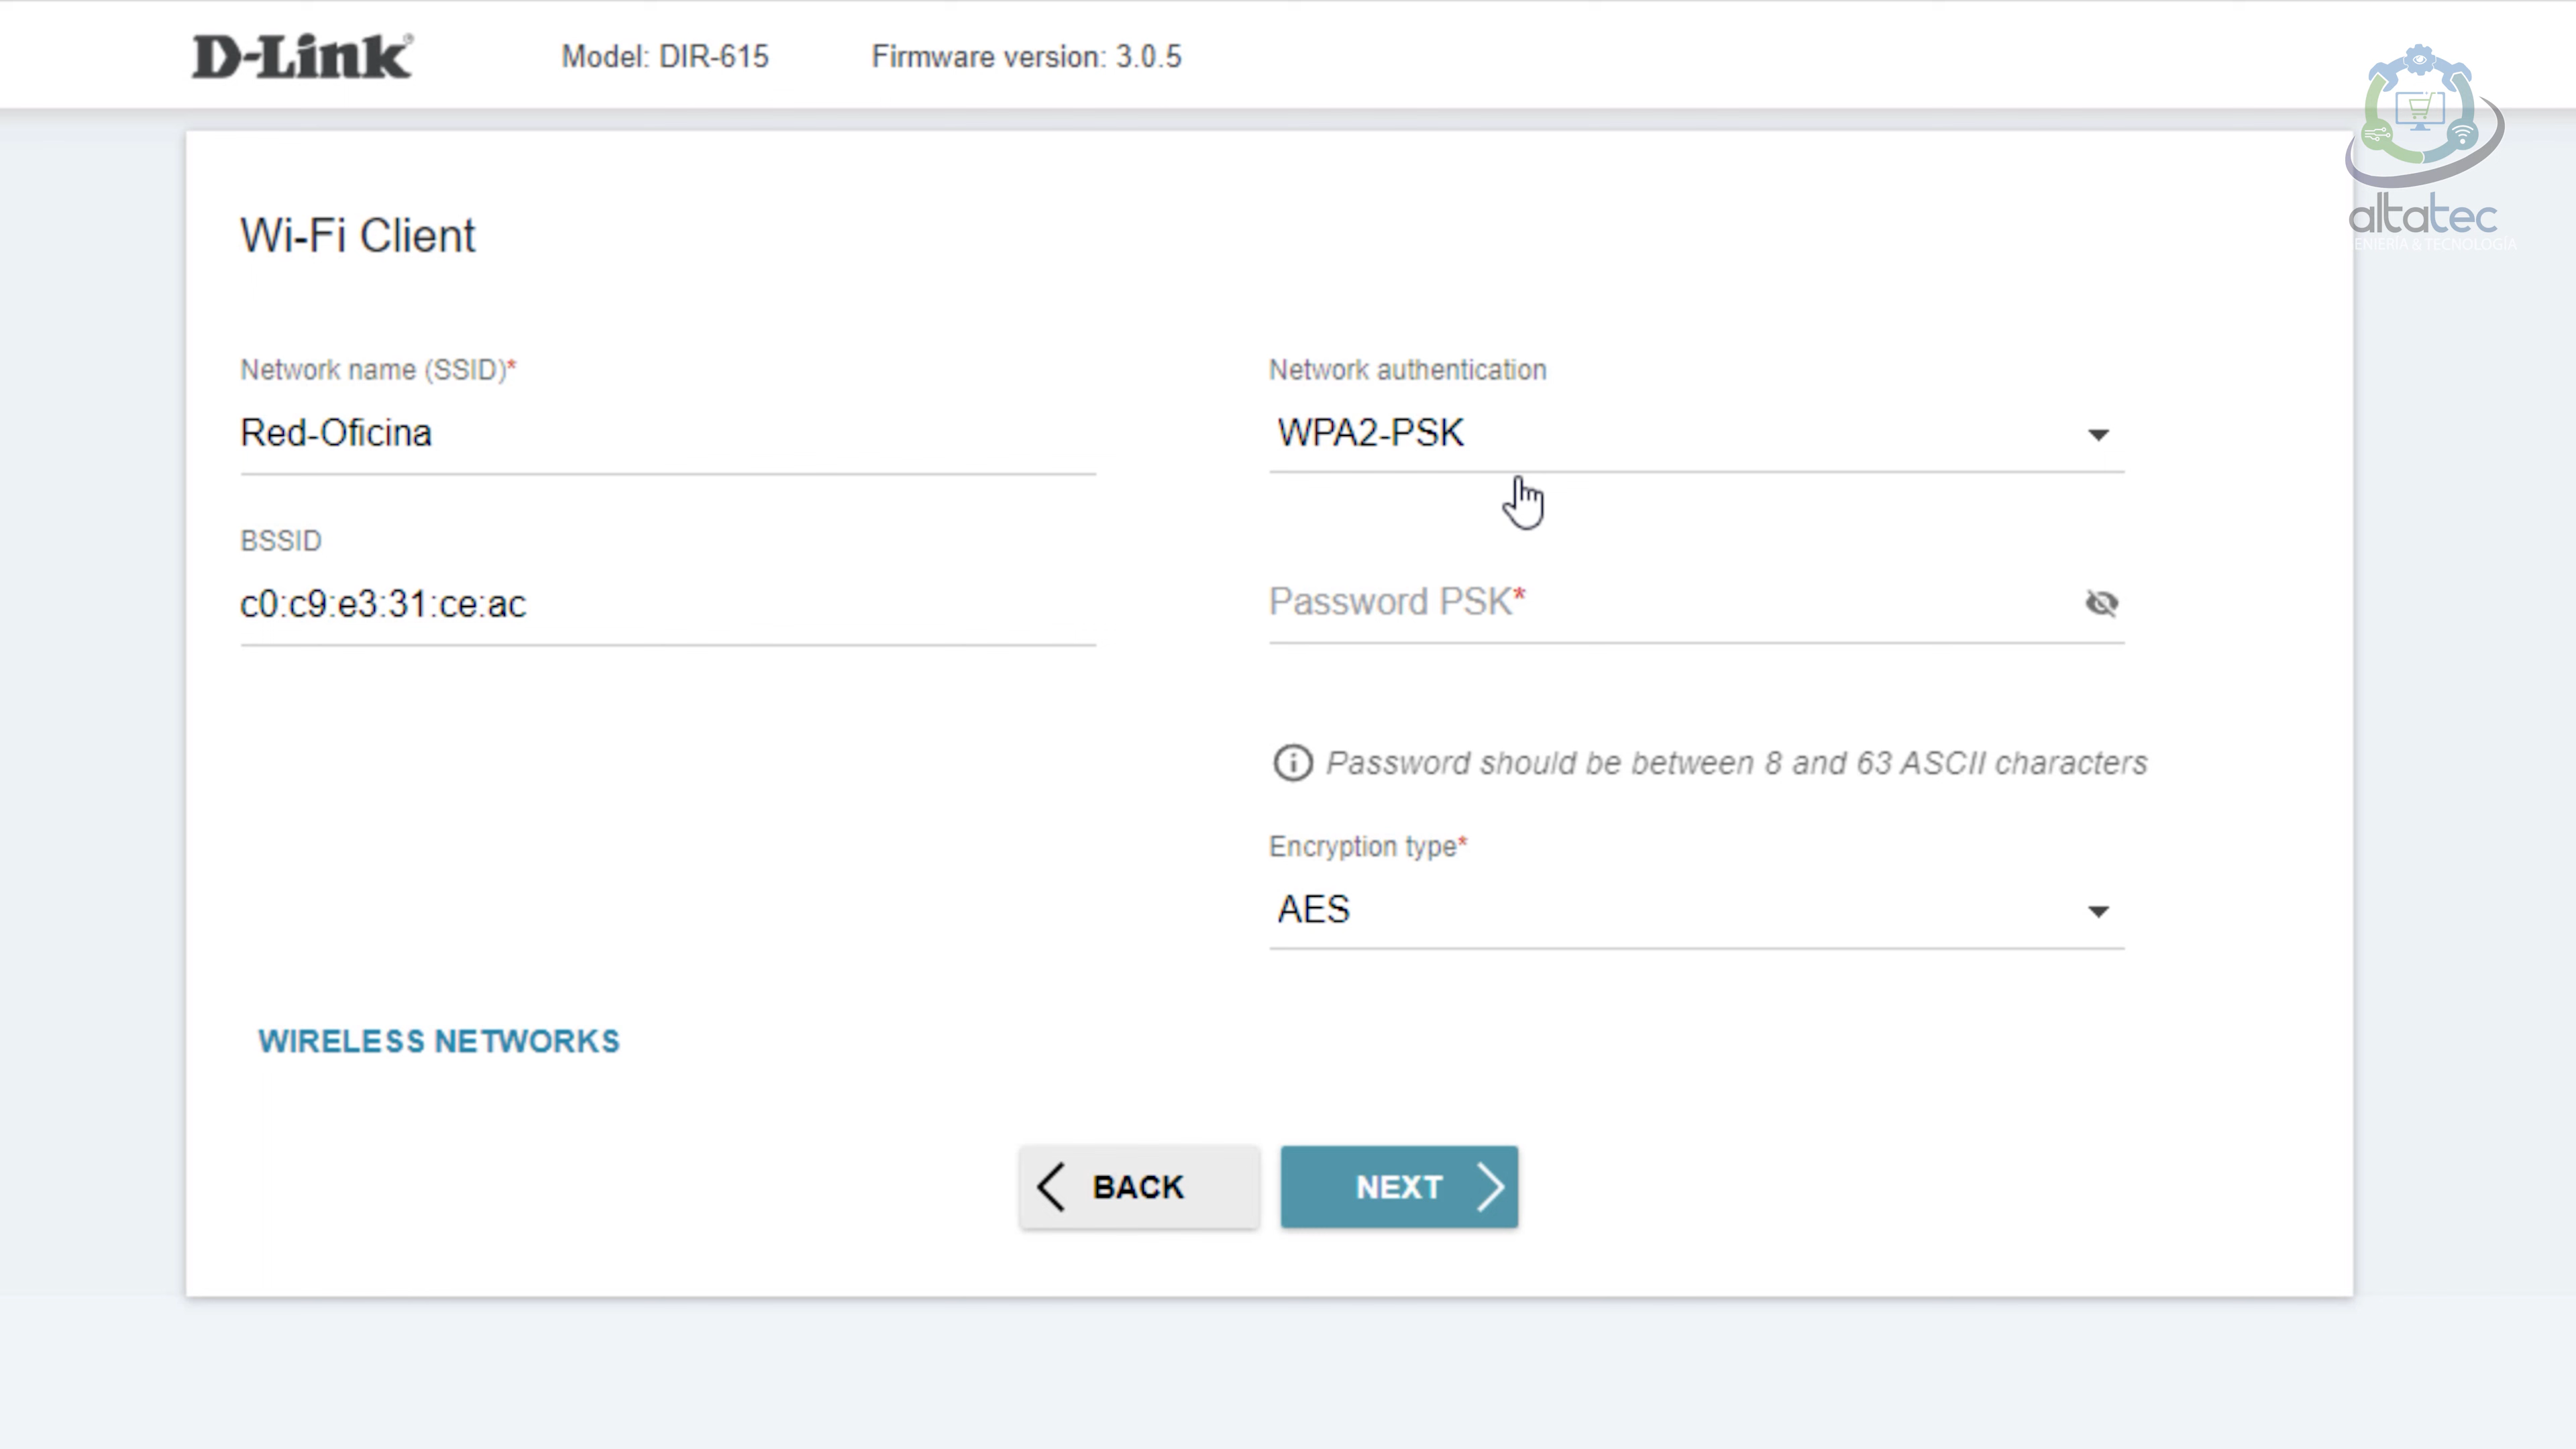 D-Link
Model: DIR-615
Firmware version: 3.0.5
altatec
ENIERÍA & TECNOLOGÍA
Wi-Fi Client
Network name (SSID)*
Red-Oficina
BSSID
c0:c9:e3:31:ce:ac
Network authentication
WPA2-PSK
Password PSK*
Password should be between 8 and 63 ASCII characters
Encryption type*
AES
WIRELESS NETWORKS
BACK
NEXT